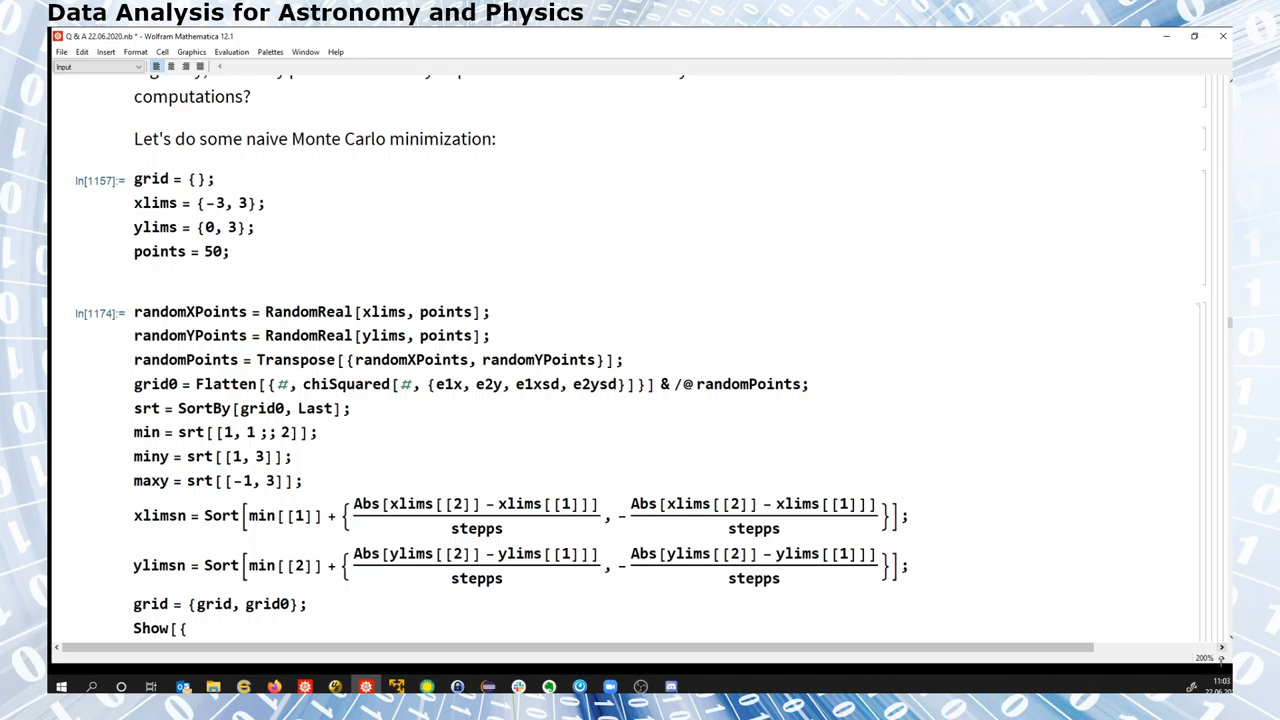 Data Analysis for Astronomy and Physics
Q & A 22.06.2020.nb * - Wolfram Mathematica 12.1
File Edit Insert Format Cell Graphics Evaluation Palettes Window Help
Input
computations?
Let's do some naive Monte Carlo minimization:
In[1157]:= grid = {};
xlims = {-3, 3};
ylims = {0, 3};
points = 50;
In[1174]:= randomXPoints = RandomReal[xlims, points];
randomYPoints = RandomReal[ylims, points];
randomPoints = Transpose[{randomXPoints, randomYPoints}];
grid0 = Flatten[{#, chiSquared[#, {e1x, e2y, e1xsd, e2ysd}]}] & /@ randomPoints;
srt = SortBy[grid0, Last];
min = srt[[1, 1 ;; 2]];
miny = srt[[1, 3]];
maxy = srt[[-1, 3]];
Abs[xlims[[2]] - xlims[[1]]] Abs[xlims[[2]] - xlims[[1]]]
xlimsn = Sort[min[[1]] + { , - }];
stepps stepps
Abs[ylims[[2]] - ylims[[1]]] Abs[ylims[[2]] - ylims[[1]]]
ylimsn = Sort[min[[2]] + { , - }];
stepps stepps
grid = {grid, grid0};
Show[{
200%
11:03